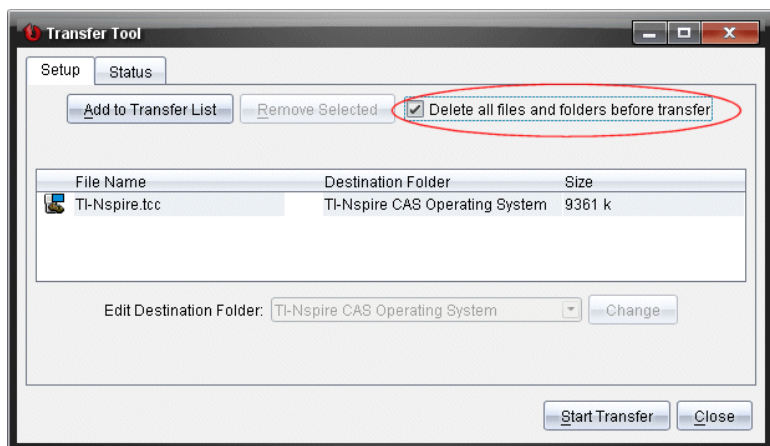 Transfer Tool
Setup Status
Add to Transfer List Remove Selected Delete all files and folders before transfer
File Name Destination Folder Size
TI-Nspire.tcc TI-Nspire CAS Operating System 9361 k
Edit Destination Folder: TI-Nspire CAS Operating System Change
Start Transfer Close